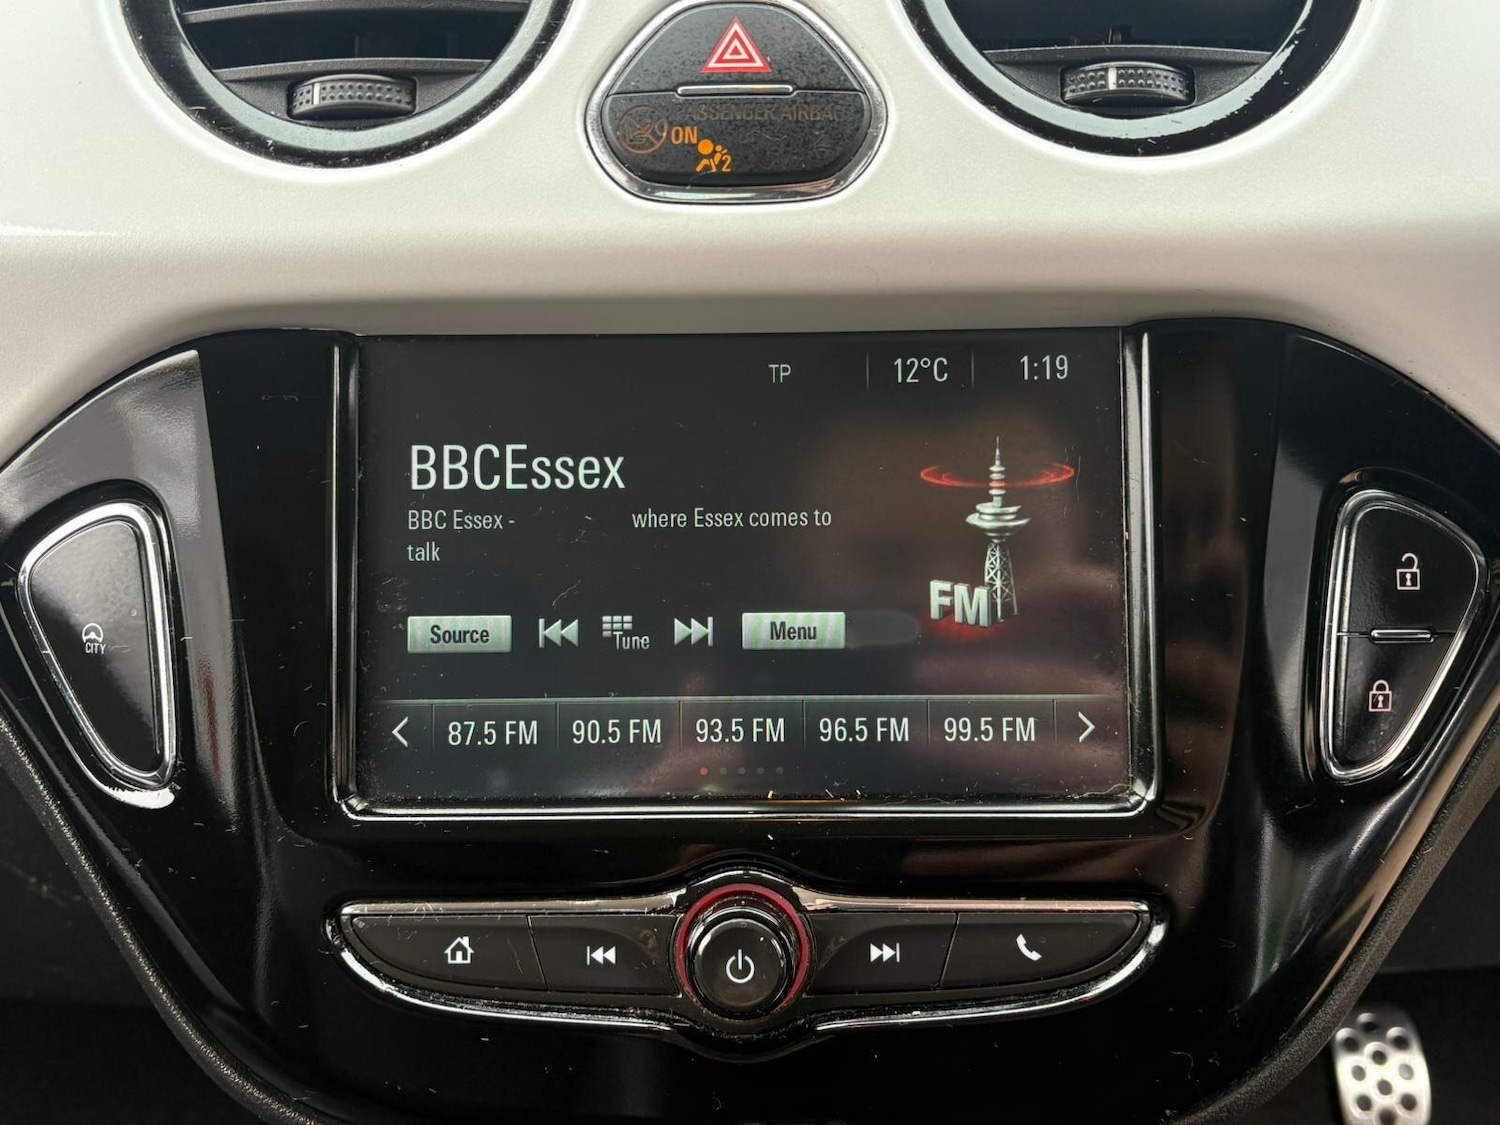 PASSENGER AIRBAG
ON
2
TP 12°C 1:19
BBCEssex
BBC Essex - where Essex comes to
talk
Source Tune Menu
FM
87.5 FM 90.5 FM 93.5 FM 96.5 FM 99.5 FM
CITY